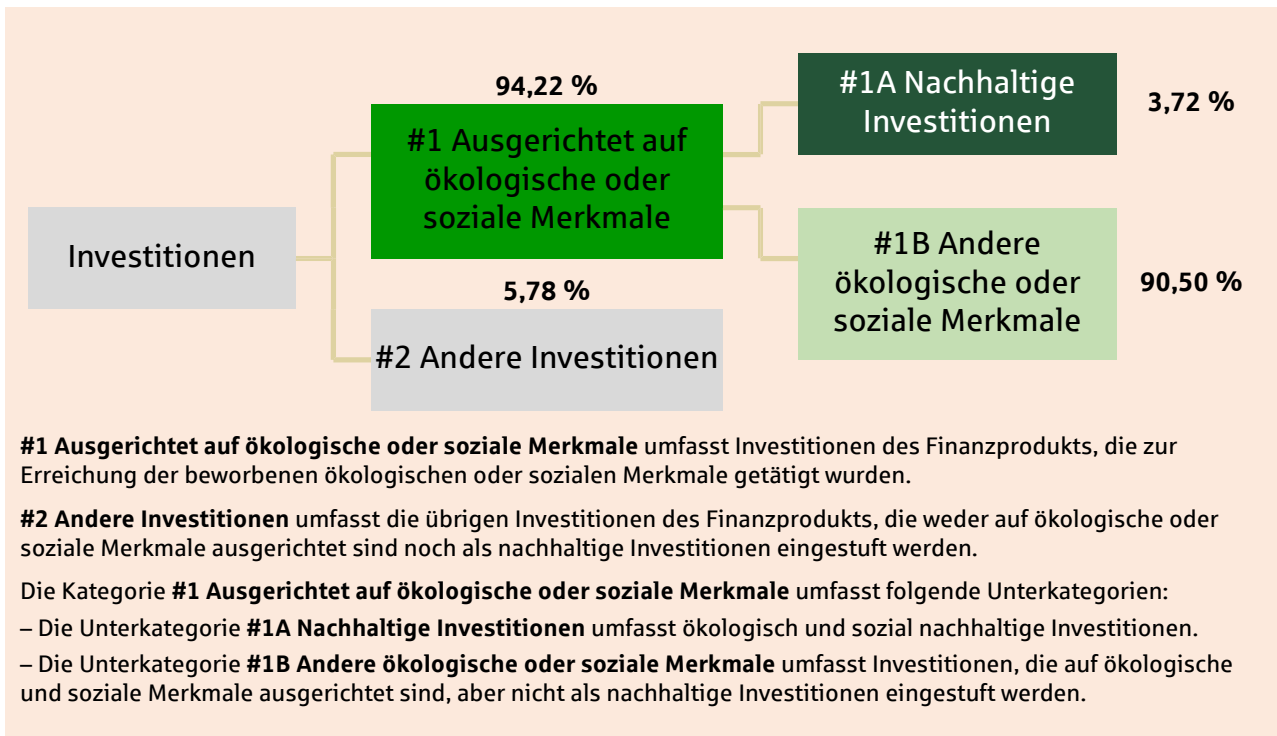 94,22 %
#1 Ausgerichtet auf
ökologische oder
soziale Merkmale
#1A Nachhaltige
Investitionen
3,72 %
Investitionen
#1B Andere
ökologische oder
soziale Merkmale
90,50 %
5,78 %
#2 Andere Investitionen
#1 Ausgerichtet auf ökologische oder soziale Merkmale umfasst Investitionen des Finanzprodukts, die zur
Erreichung der beworbenen ökologischen oder sozialen Merkmale getätigt wurden.
#2 Andere Investitionen umfasst die übrigen Investitionen des Finanzprodukts, die weder auf ökologische oder
soziale Merkmale ausgerichtet sind noch als nachhaltige Investitionen eingestuft werden.
Die Kategorie #1 Ausgerichtet auf ökologische oder soziale Merkmale umfasst folgende Unterkategorien:
– Die Unterkategorie #1A Nachhaltige Investitionen umfasst ökologisch und sozial nachhaltige Investitionen.
– Die Unterkategorie #1B Andere ökologische oder soziale Merkmale umfasst Investitionen, die auf ökologische
und soziale Merkmale ausgerichtet sind, aber nicht als nachhaltige Investitionen eingestuft werden.